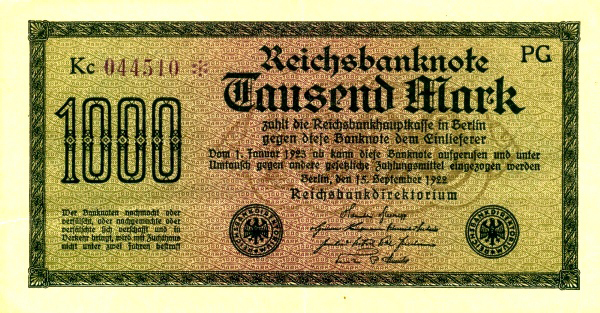 Kc 044510 ✻
Reichsbanknote
PG
Tausend Mark
1000
zahlt die Reichsbankhauptkasse in Berlin
gegen diese Banknote dem Einlieferer
Vom 1. Januar 1923 ab kann diese Banknote aufgerufen und unter
Umtausch gegen andere gesetzliche Zahlungsmittel eingezogen werden
Berlin, den 15. September 1922
Reichsbankdirektorium
Wer Banknoten nachmacht oder
verfälscht, oder nachgemachte oder
verfälschte sich verschafft und in
Verkehr bringt, wird mit Zuchthaus
nicht unter zwei Jahren bestraft